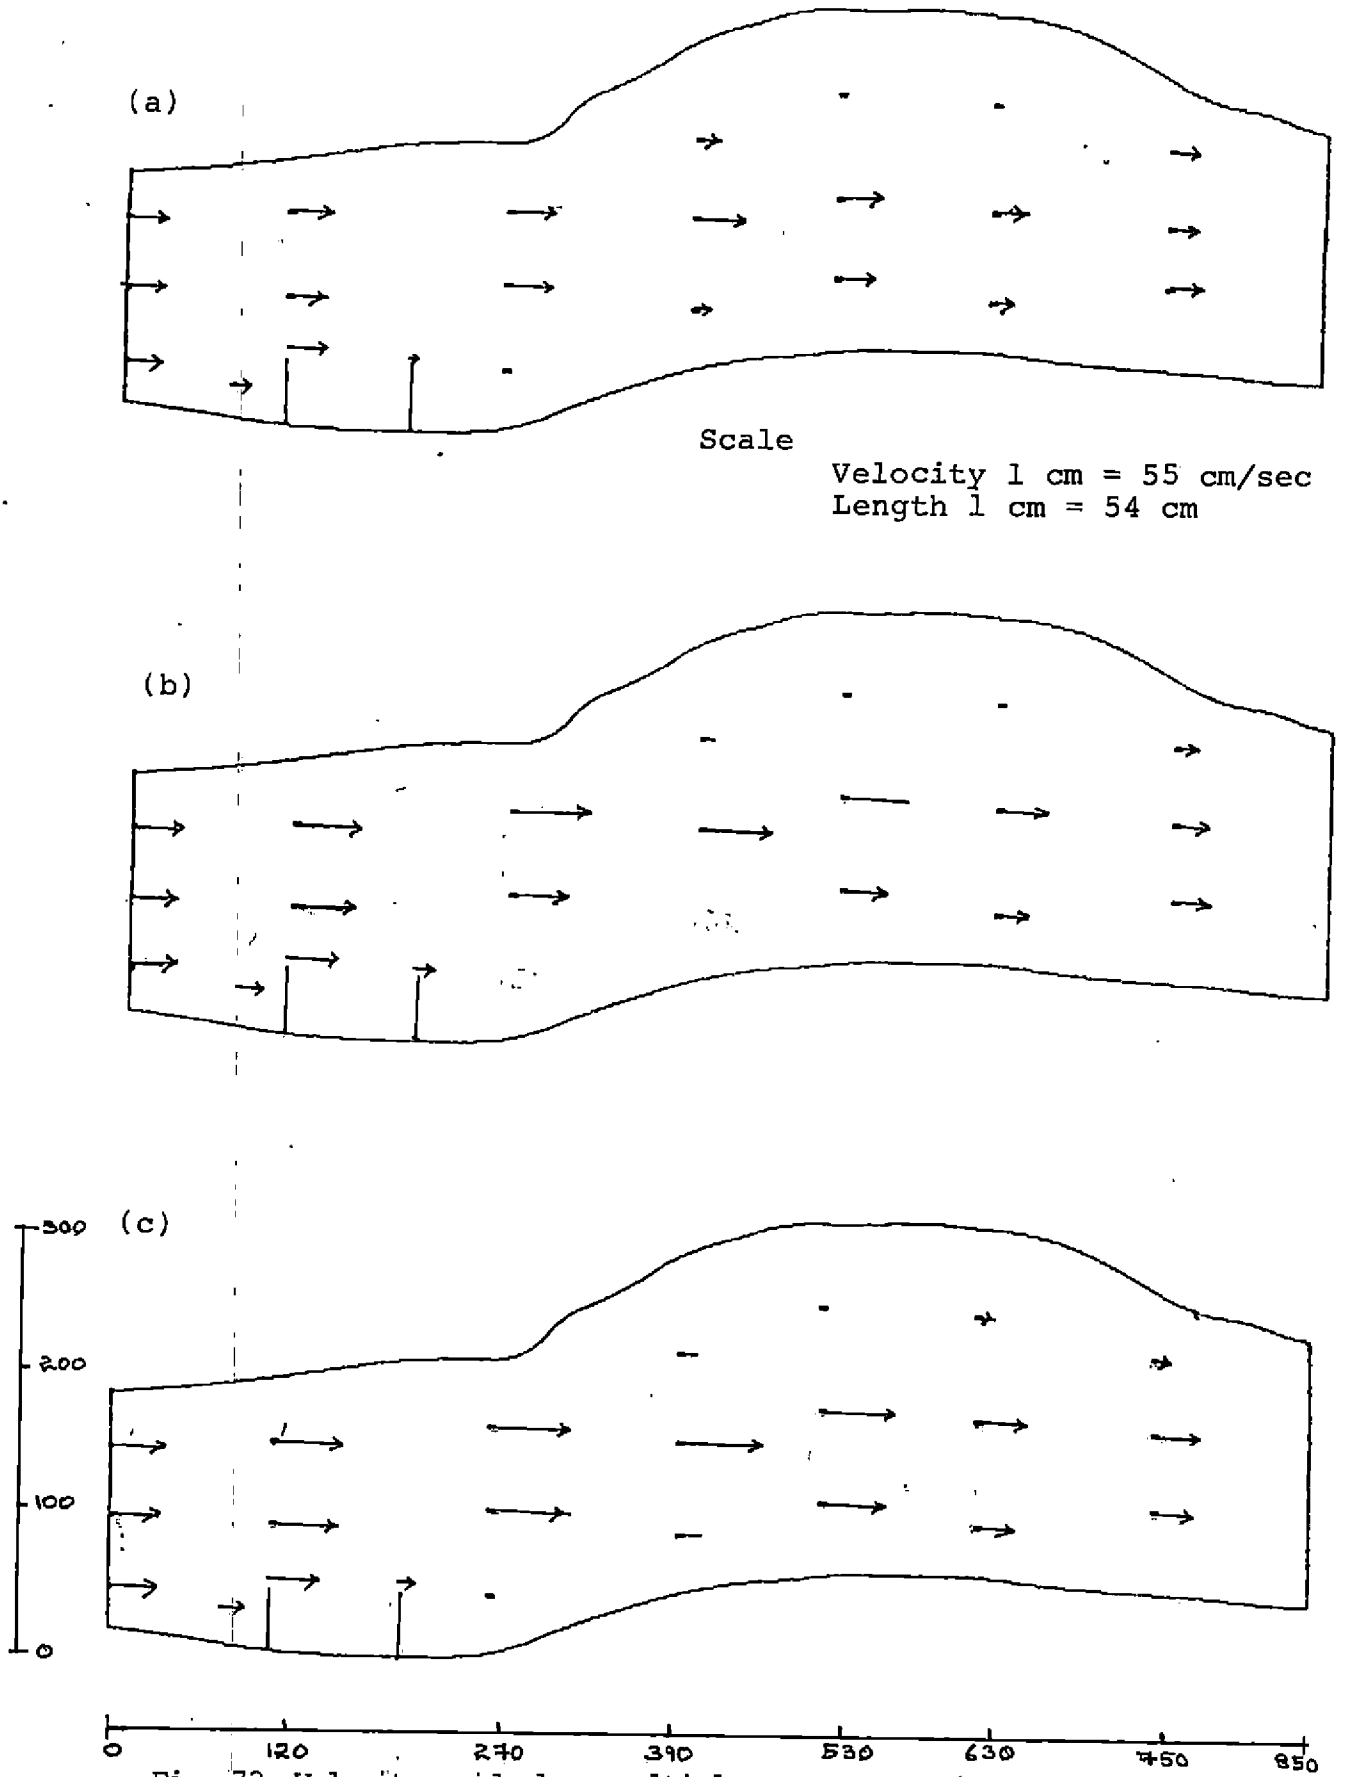 (a)
Scale
Velocity 1 cm = 55 cm/sec
Length 1 cm = 54 cm
(b)
(c)
300
200
100
0
0 120 270 390 530 630 750 850